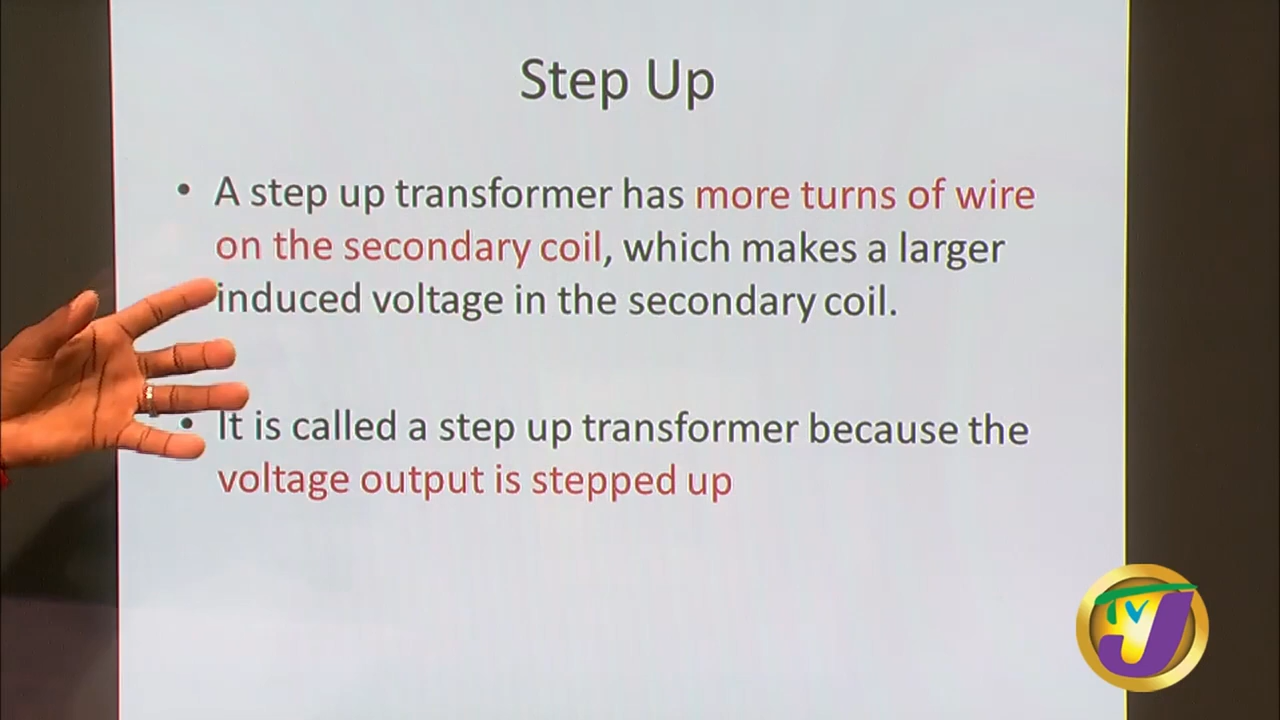 Step Up
• A step up transformer has more turns of wire
on the secondary coil, which makes a larger
induced voltage in the secondary coil.
• It is called a step up transformer because the
voltage output is stepped up
TVJ